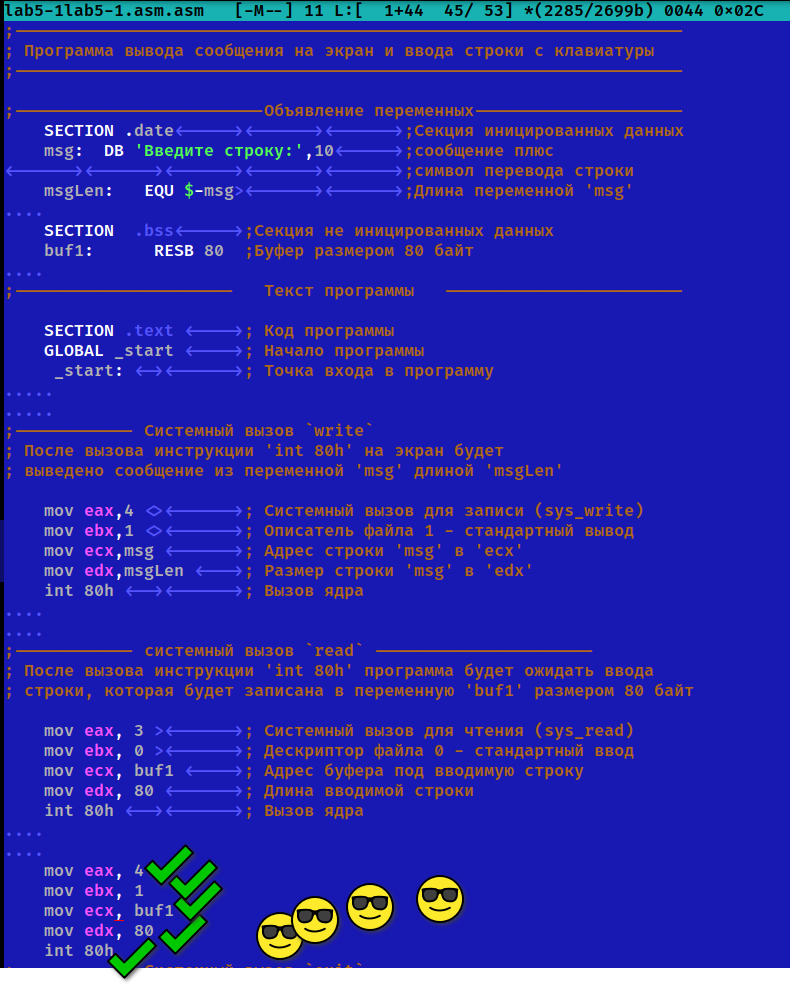 lab5-1lab5-1.asm.asm [-M--] 11 L:[ 1+44 45/ 53] *(2285/2699b) 0044 0x02C
;
; Программа вывода сообщения на экран и ввода строки с клавиатуры
;
;Объявление переменных
SECTION .date ;Секция инициированных данных
msg: DB 'Введите строку:',10 ;сообщение плюс
;символ перевода строки
msgLen: EQU $-msg ;Длина переменной 'msg'
SECTION .bss ;Секция не инициированных данных
buf1: RESB 80 ;Буфер размером 80 байт
; Текст программы
SECTION .text ; Код программы
GLOBAL _start ; Начало программы
_start: ; Точка входа в программу
; Системный вызов `write`
; После вызова инструкции 'int 80h' на экран будет
; выведено сообщение из переменной 'msg' длиной 'msgLen'
mov eax,4 ; Системный вызов для записи (sys_write)
mov ebx,1 ; Описатель файла 1 - стандартный вывод
mov ecx,msg ; Адрес строки 'msg' в 'ecx'
mov edx,msgLen ; Размер строки 'msg' в 'edx'
int 80h ; Вызов ядра
; системный вызов `read`
; После вызова инструкции 'int 80h' программа будет ожидать ввода
; строки, которая будет записана в переменную 'buf1' размером 80 байт
mov eax, 3 ; Системный вызов для чтения (sys_read)
mov ebx, 0 ; Дескриптор файла 0 - стандартный ввод
mov ecx, buf1 ; Адрес буфера под вводимую строку
mov edx, 80 ; Длина вводимой строки
int 80h ; Вызов ядра
mov eax, 4
mov ebx, 1
mov ecx, buf1
mov edx, 80
int 80h